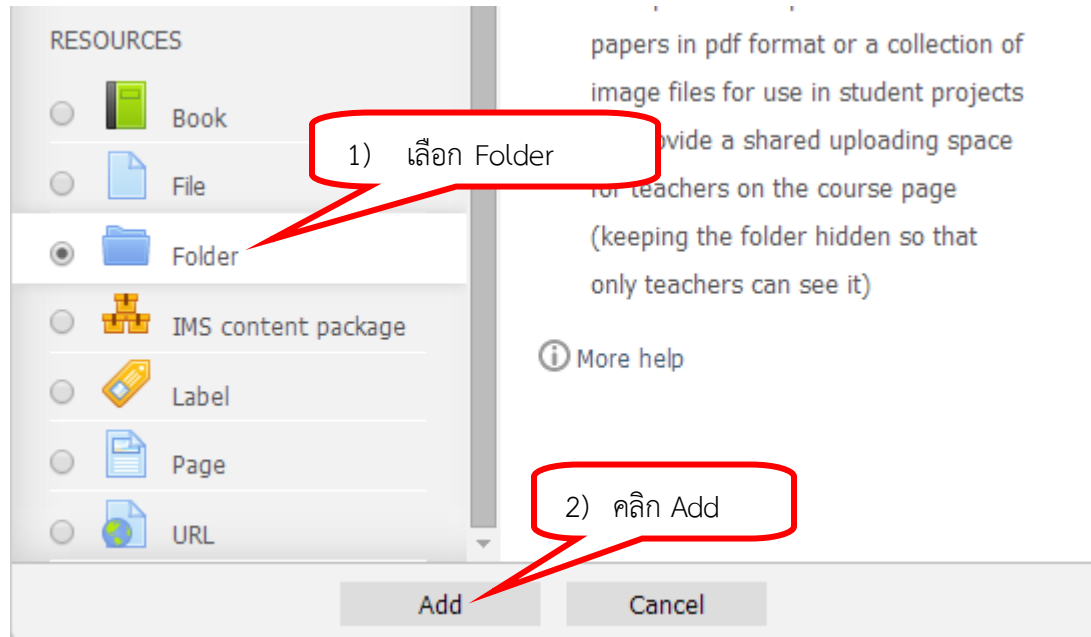 RESOURCES
Book
File
Folder
IMS content package
Label
Page
URL
papers in pdf format or a collection of
image files for use in student projects
a shared uploading space
teachers on the course page
(keeping the folder hidden so that
only teachers can see it)
More help
1) เลือก Folder
2) คลิก Add
Add
Cancel